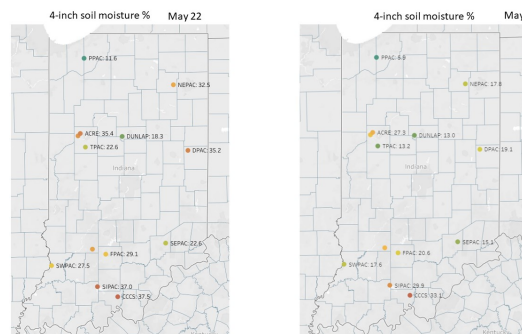 4-inch soil moisture % May 22
PPAC: 11.6
NEPAC: 32.5
ACRE: 35.4
DUNLAP: 18.3
TPAC: 22.6
DPAC: 35.2
Indiana
SEPAC: 22.6
FPAC: 29.1
SWPAC: 27.5
SIPAC: 37.0
CCCS: 37.5
4-inch soil moisture % May
PPAC: 6.9
NEPAC: 17.8
ACRE: 27.3
DUNLAP: 13.0
TPAC: 13.2
DPAC: 19.1
Indiana
SEPAC: 15.1
FPAC: 20.6
SWPAC: 17.6
SIPAC: 29.9
CCCS: 33.1
Kentucky